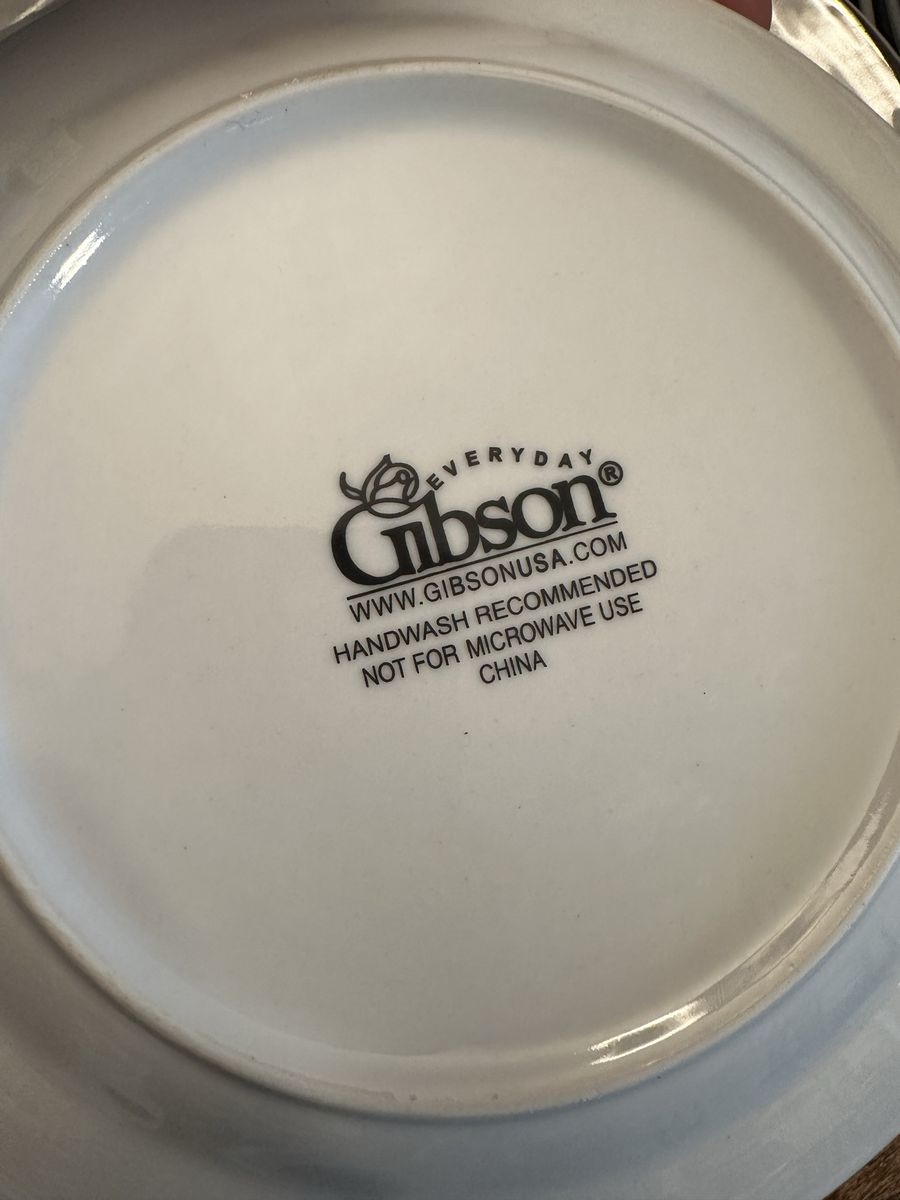 EVERYDAY
Gibson®
WWW.GIBSONUSA.COM
HANDWASH RECOMMENDED
NOT FOR MICROWAVE USE
CHINA